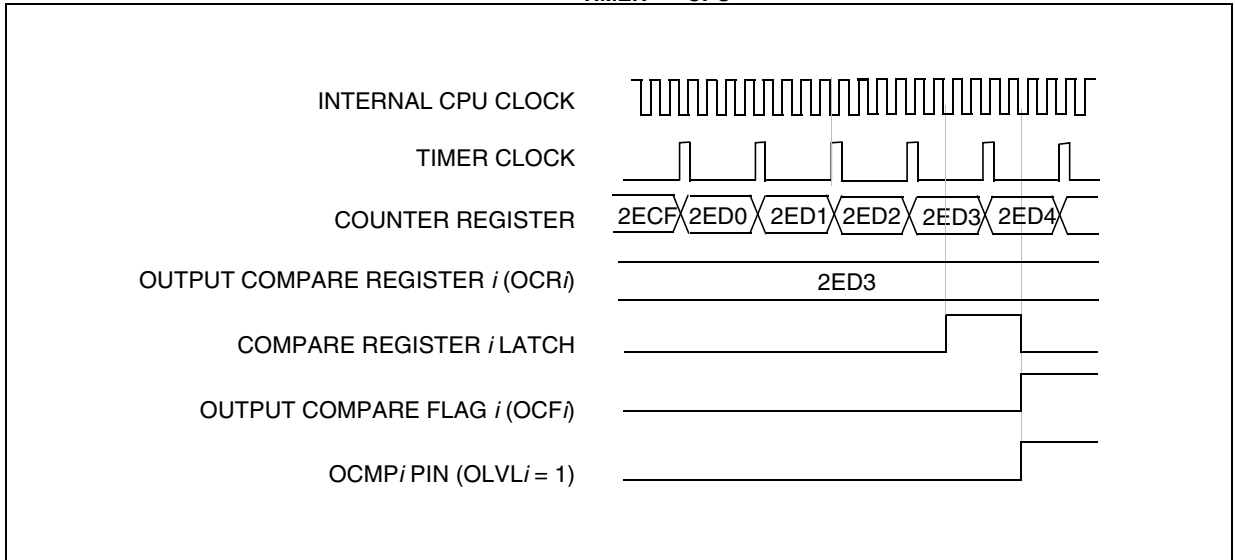 INTERNAL CPU CLOCK
TIMER CLOCK
COUNTER REGISTER 2ECF 2ED0 2ED1 2ED2 2ED3 2ED4
OUTPUT COMPARE REGISTER i (OCRi) 2ED3
COMPARE REGISTER i LATCH
OUTPUT COMPARE FLAG i (OCFi)
OCMPi PIN (OLVLi = 1)